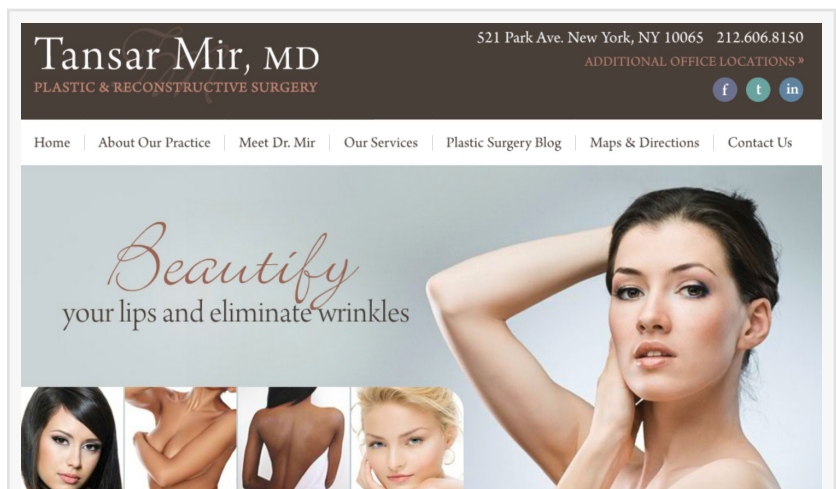 Tansar Mir, MD
PLASTIC & RECONSTRUCTIVE SURGERY
521 Park Ave. New York, NY 10065 212.606.8150
ADDITIONAL OFFICE LOCATIONS »
f t in
Home About Our Practice Meet Dr. Mir Our Services Plastic Surgery Blog Maps & Directions Contact Us
Beautify
your lips and eliminate wrinkles